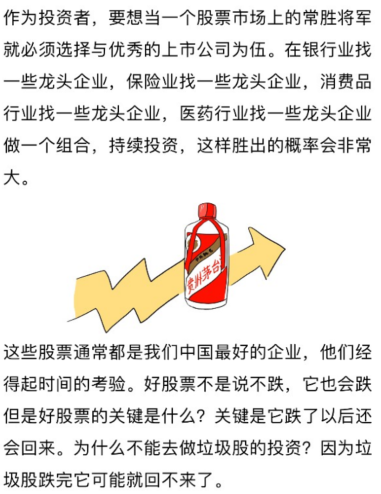 作为投资者，要想当一个股票市场上的常胜将军
就必须选择与优秀的上市公司为伍。在银行业找
一些龙头企业，保险业找一些龙头企业，消费品
行业找一些龙头企业，医药行业找一些龙头企业
做一个组合，持续投资，这样胜出的概率会非常
大。
贵州茅台
这些股票通常都是我们中国最好的企业，他们经
得起时间的考验。好股票不是说不跌，它也会跌
但是好股票的关键是什么？关键是它跌了以后还
会回来。为什么不能去做垃圾股的投资？因为垃
圾股跌完它可能就回不来了。